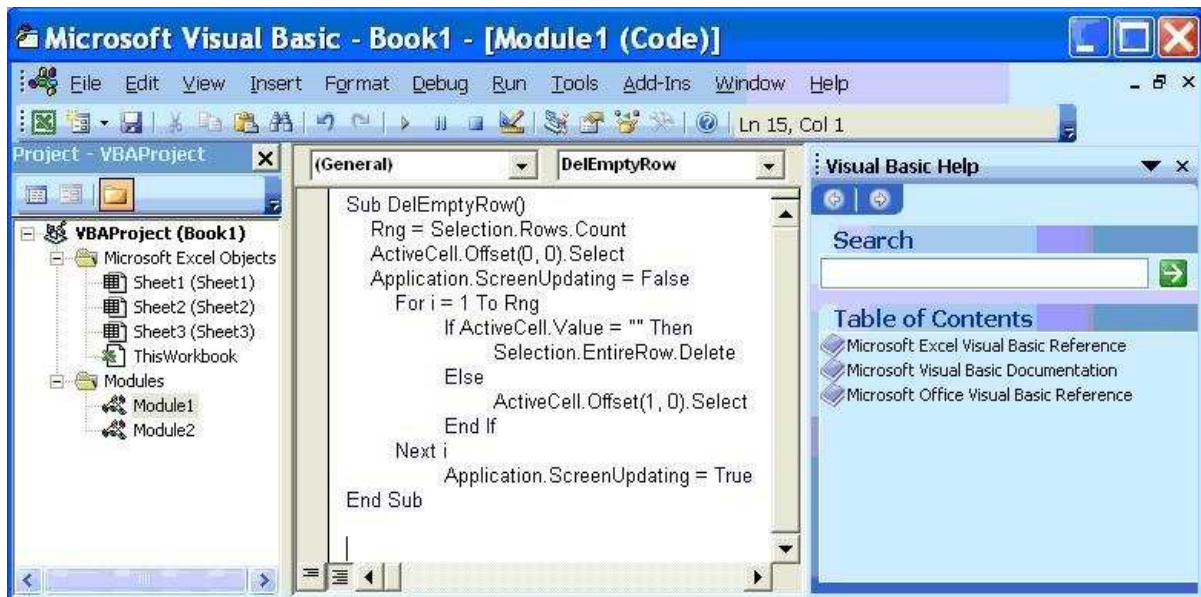 Microsoft Visual Basic - Book1 - [Module1 (Code)]
File Edit View Insert Format Debug Run Tools Add-Ins Window Help
Ln 15, Col 1
Project - VBAProject
VBAProject (Book1)
Microsoft Excel Objects
Sheet1 (Sheet1)
Sheet2 (Sheet2)
Sheet3 (Sheet3)
ThisWorkbook
Modules
Module1
Module2
(General) DelEmptyRow
Sub DelEmptyRow()
Rng = Selection.Rows.Count
ActiveCell.Offset(0, 0).Select
Application.ScreenUpdating = False
For i = 1 To Rng
If ActiveCell.Value = "" Then
Selection.EntireRow.Delete
Else
ActiveCell.Offset(1, 0).Select
End If
Next i
Application.ScreenUpdating = True
End Sub
Visual Basic Help
Search
Table of Contents
Microsoft Excel Visual Basic Reference
Microsoft Visual Basic Documentation
Microsoft Office Visual Basic Reference